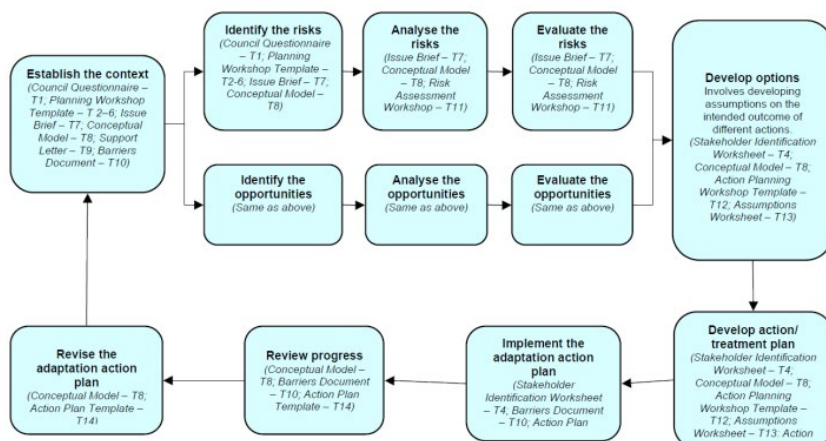 Establish the context
(Council Questionnaire –
T1; Planning Workshop
Template – T 2–6; Issue
Brief – T7; Conceptual
Model – T8; Support
Letter – T9; Barriers
Document – T10)
Identify the risks
(Council Questionnaire
– T1; Planning
Workshop Template –
T2-6; Issue Brief – T7;
Conceptual Model –
T8)
Analyse the
risks
(Issue Brief – T7;
Conceptual Model –
T8; Risk
Assessment
Workshop – T11)
Evaluate the
risks
(Issue Brief – T7;
Conceptual Model –
T8; Risk
Assessment
Workshop – T11)
Identify the
opportunities
(Same as above)
Analyse the
opportunities
(Same as above)
Evaluate the
opportunities
(Same as above)
Develop options
Involves developing
assumptions on the
intended outcome of
different actions.
(Stakeholder Identification
Worksheet – T4;
Conceptual Model – T8;
Action Planning
Workshop Template –
T12; Assumptions
Worksheet – T13)
Develop action/
treatment plan
(Stakeholder Identification
Worksheet – T4;
Conceptual Model – T8;
Action Planning
Workshop Template –
T12; Assumptions
Worksheet – T13; Action
Implement the
adaptation action
plan
(Stakeholder
Identification Worksheet
– T4; Barriers Document
– T10; Action Plan
Review progress
(Conceptual Model –
T8; Barriers Document
– T10; Action Plan
Template – T14)
Revise the
adaptation action
plan
(Conceptual Model – T8;
Action Plan Template –
T14)